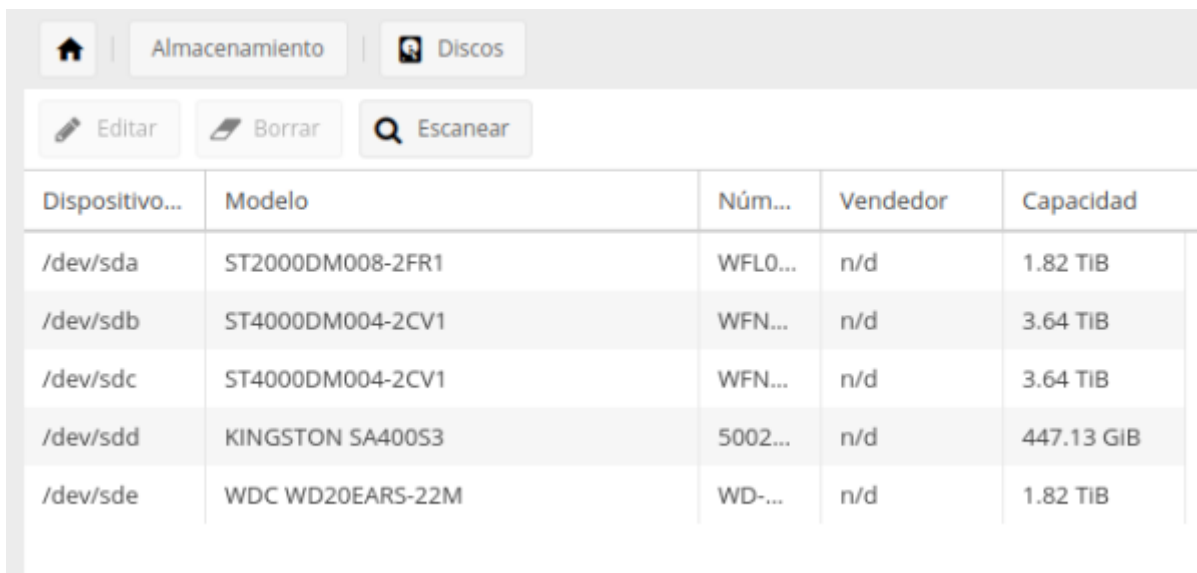 Almacenamiento Discos
Editar Borrar Escanear
Dispositivo... Modelo Núm... Vendedor Capacidad
/dev/sda ST2000DM008-2FR1 WFL0... n/d 1.82 TiB
/dev/sdb ST4000DM004-2CV1 WFN... n/d 3.64 TiB
/dev/sdc ST4000DM004-2CV1 WFN... n/d 3.64 TiB
/dev/sdd KINGSTON SA400S3 5002... n/d 447.13 GiB
/dev/sde WDC WD20EARS-22M WD-... n/d 1.82 TiB